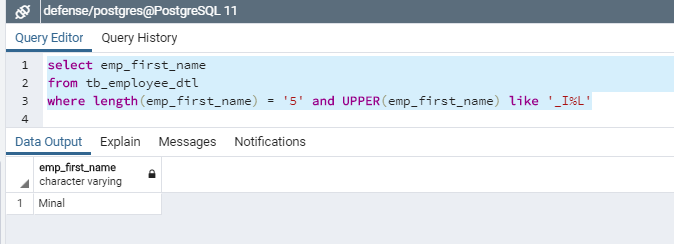 defense/postgres@PostgreSQL 11
Query Editor Query History
1 select emp_first_name
2 from tb_employee_dtl
3 where length(emp_first_name) = '5' and UPPER(emp_first_name) like '_I%L'
4
Data Output Explain Messages Notifications
emp_first_name
character varying
1 Minal